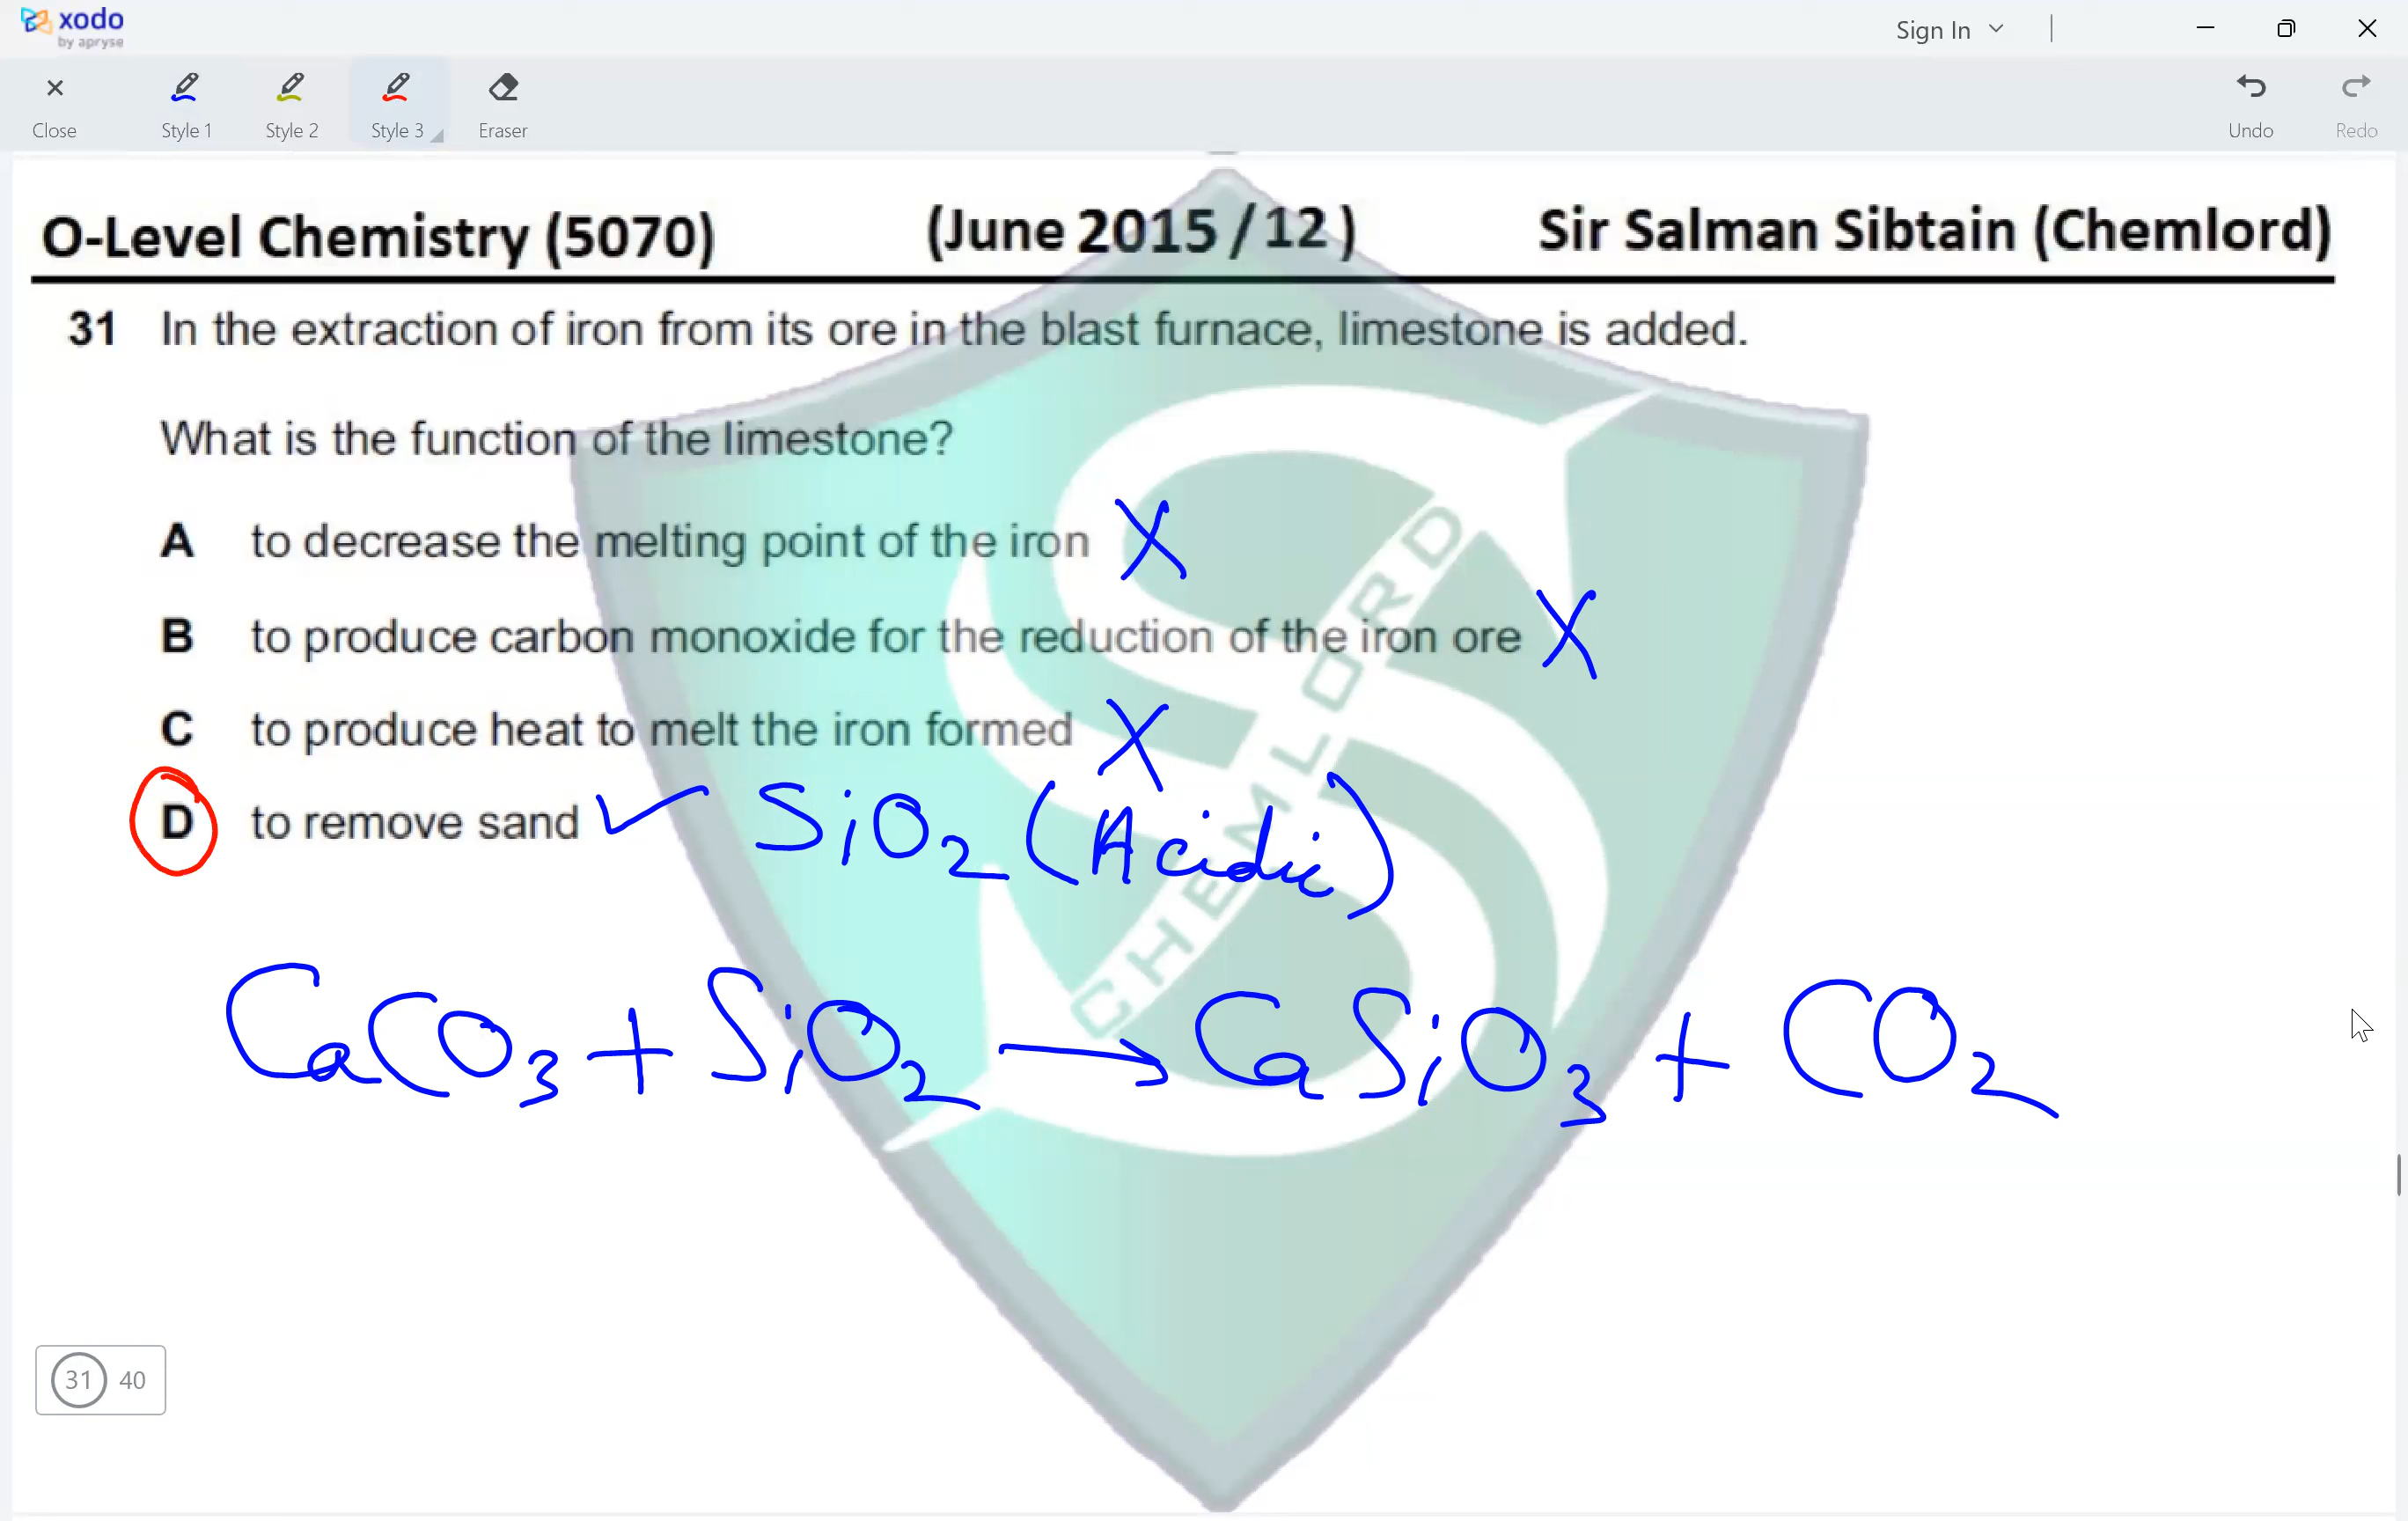 xodo
by apryse
Sign In
Close
Style 1
Style 2
Style 3
Eraser
Undo
Redo
O-Level Chemistry (5070) (June 2015 / 12 ) Sir Salman Sibtain (Chemlord)
31 In the extraction of iron from its ore in the blast furnace, limestone is added.
What is the function of the limestone?
A to decrease the melting point of the iron X
B to produce carbon monoxide for the reduction of the iron ore X
C to produce heat to melt the iron formed X
D to remove sand ✓ SiO2 (Acidic)
CaCO3 + SiO2 → CaSiO3 + CO2
CHEMLORD
31 40